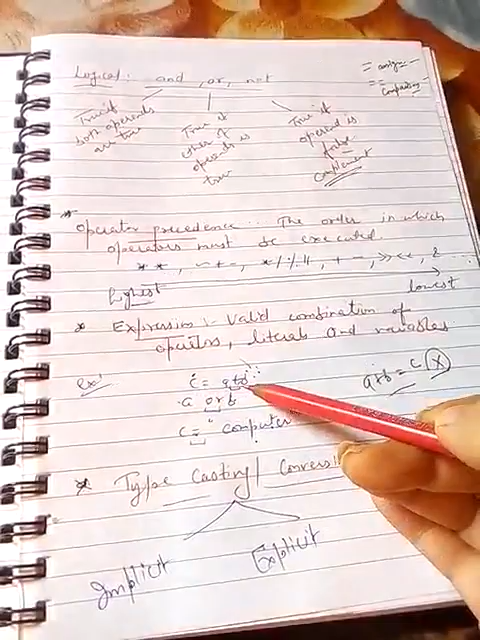 Logical: and, or, not
= assign
== Comparison
True if both operands are true
True if either of operands is true
True if operand is false
Complement
* operator precedence :- The order in which
operators must be executed.
**, ~ + -, * / % //, + -, >> <<, &
highest
lowest
* Expression :- Valid combination of
operators, literals and variables
ex:
c = a+b
a or b
c = " computer
a+b = c X
* Type Casting / Conversi
Implicit
Explicit